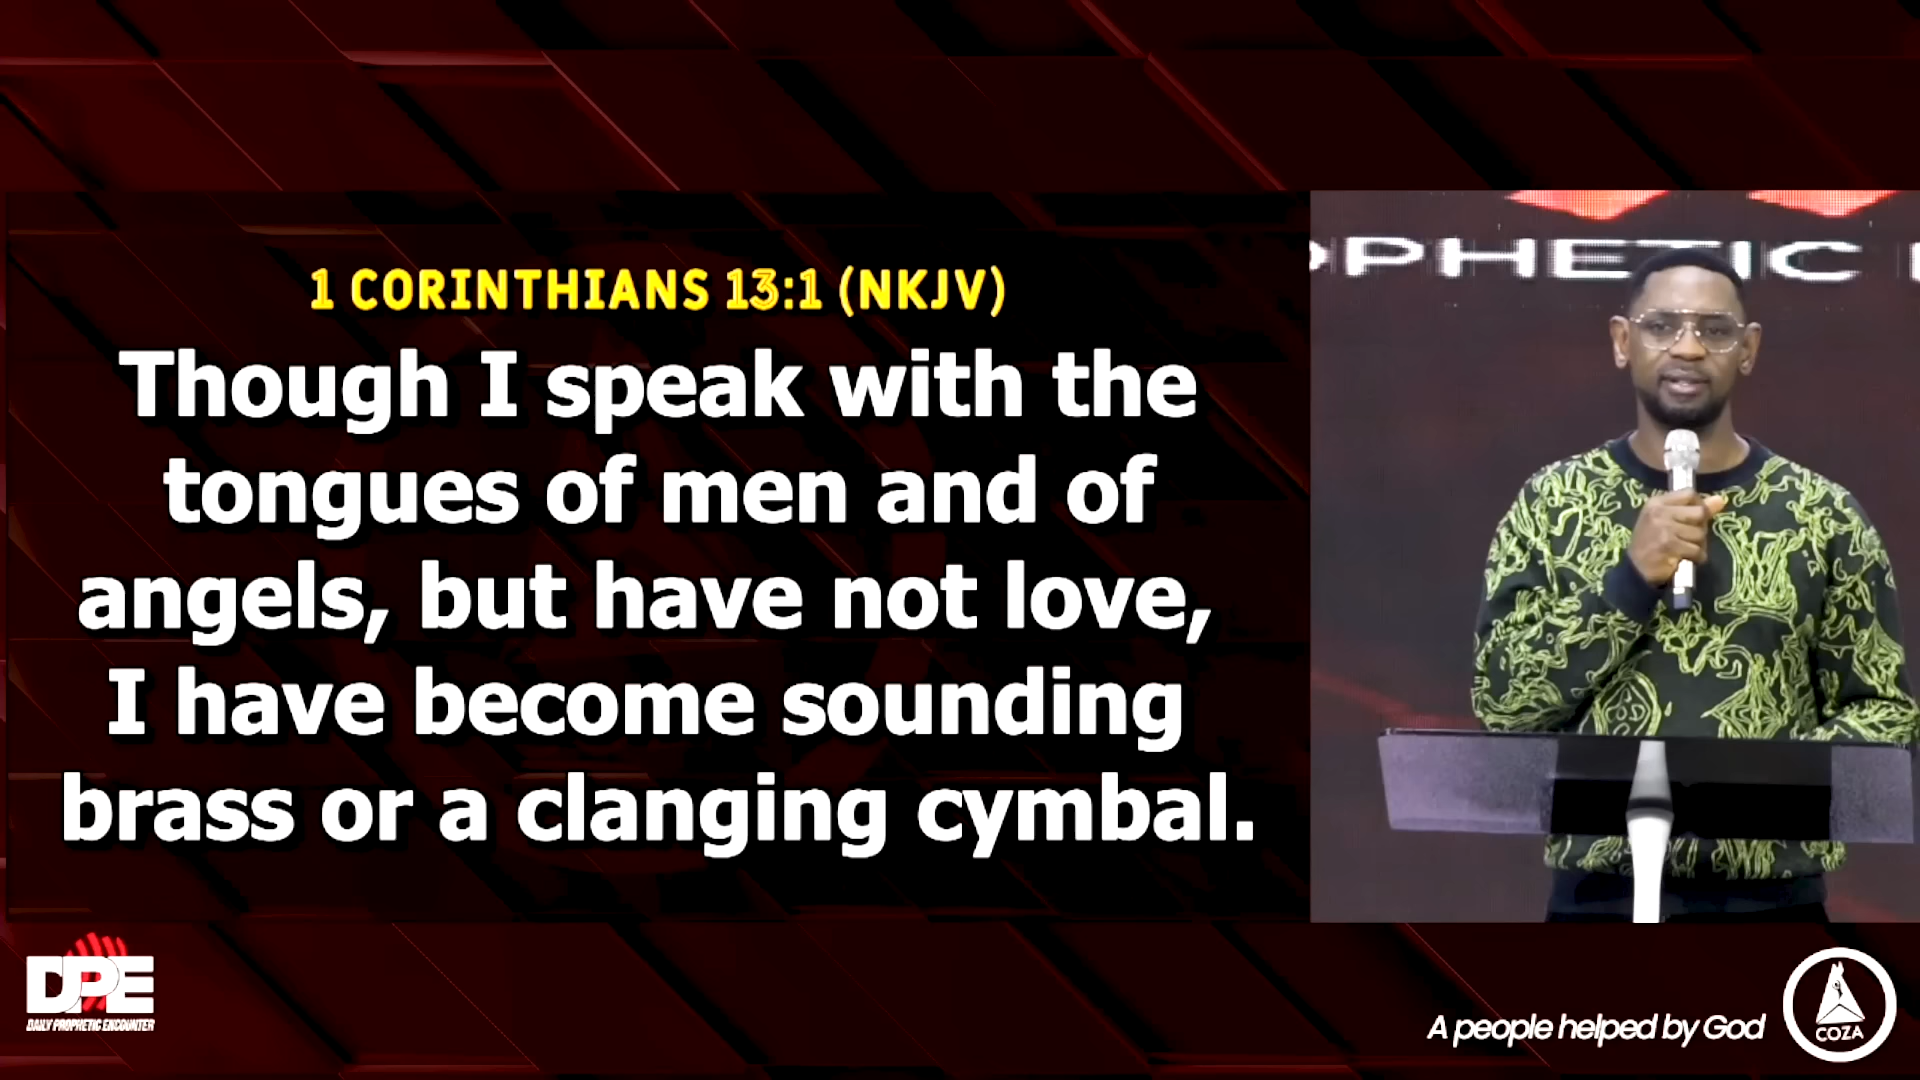 1 CORINTHIANS 13:1 (NKJV)
Though I speak with the
tongues of men and of
angels, but have not love,
I have become sounding
brass or a clanging cymbal.
OPHETIC
DPE
DAILY PROPHETIC ENCOUNTER
A people helped by God
COZA